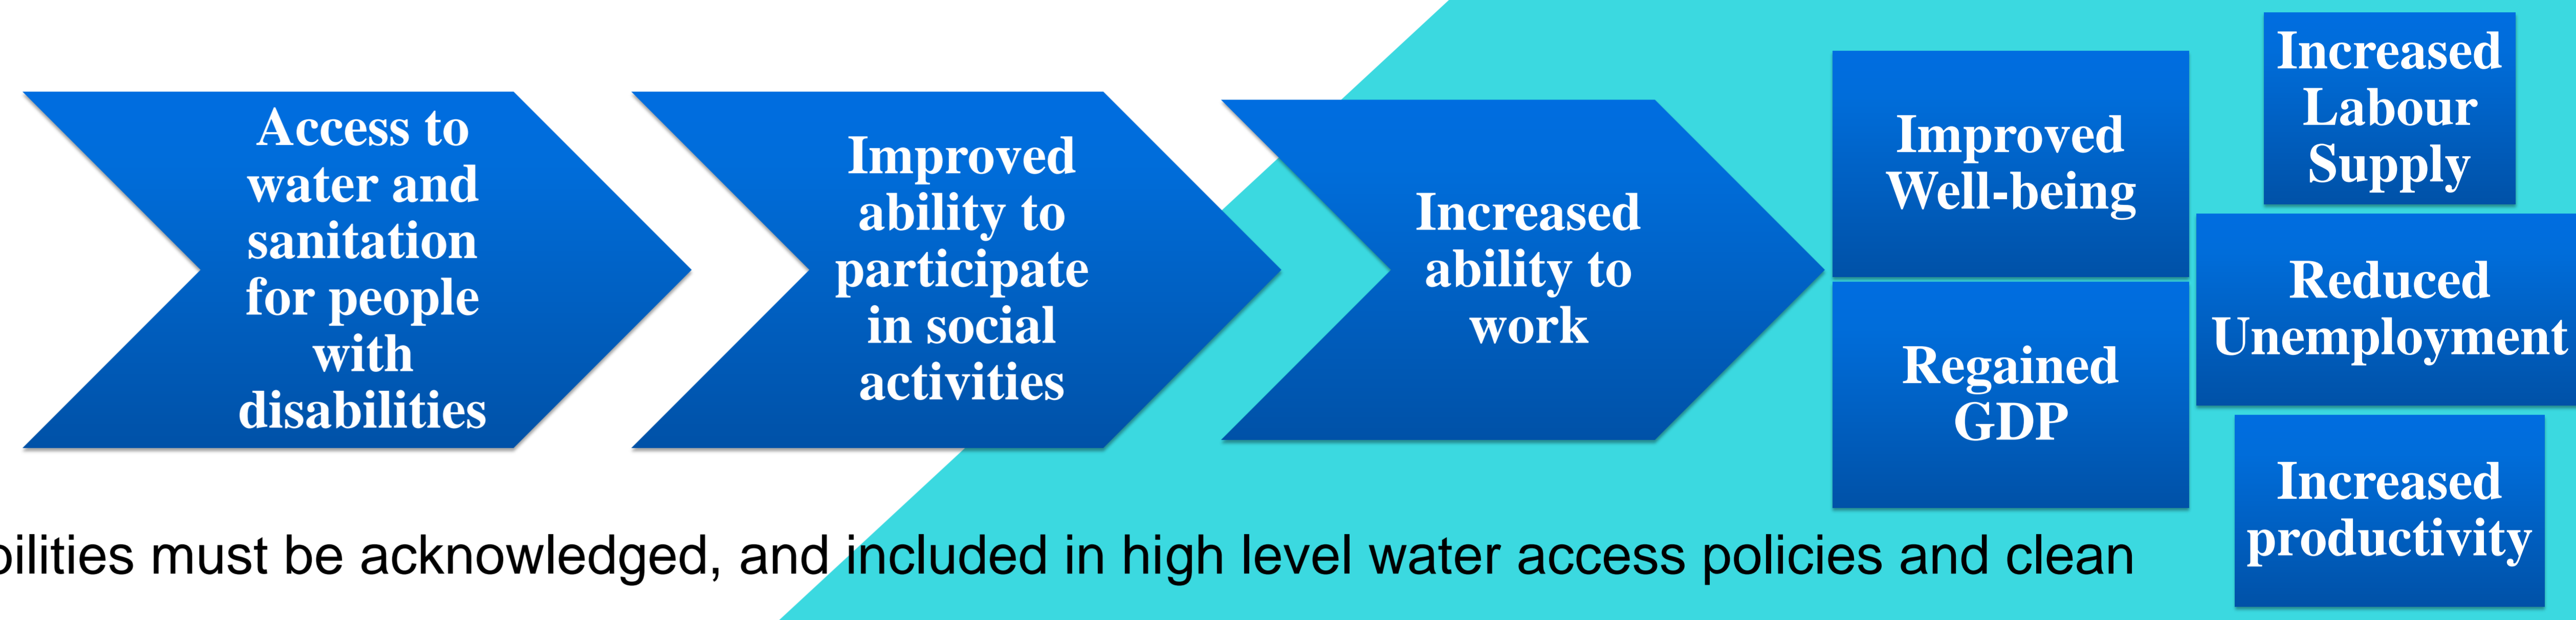 Access to
water and
sanitation
for people
with
disabilities
Improved
ability to
participate
in social
activities
Increased
ability to
work
Improved
Well-being
Regained
GDP
Increased
Labour
Supply
Reduced
Unemployment
Increased
productivity
must be acknowledged, and included in high level water access policies and clean